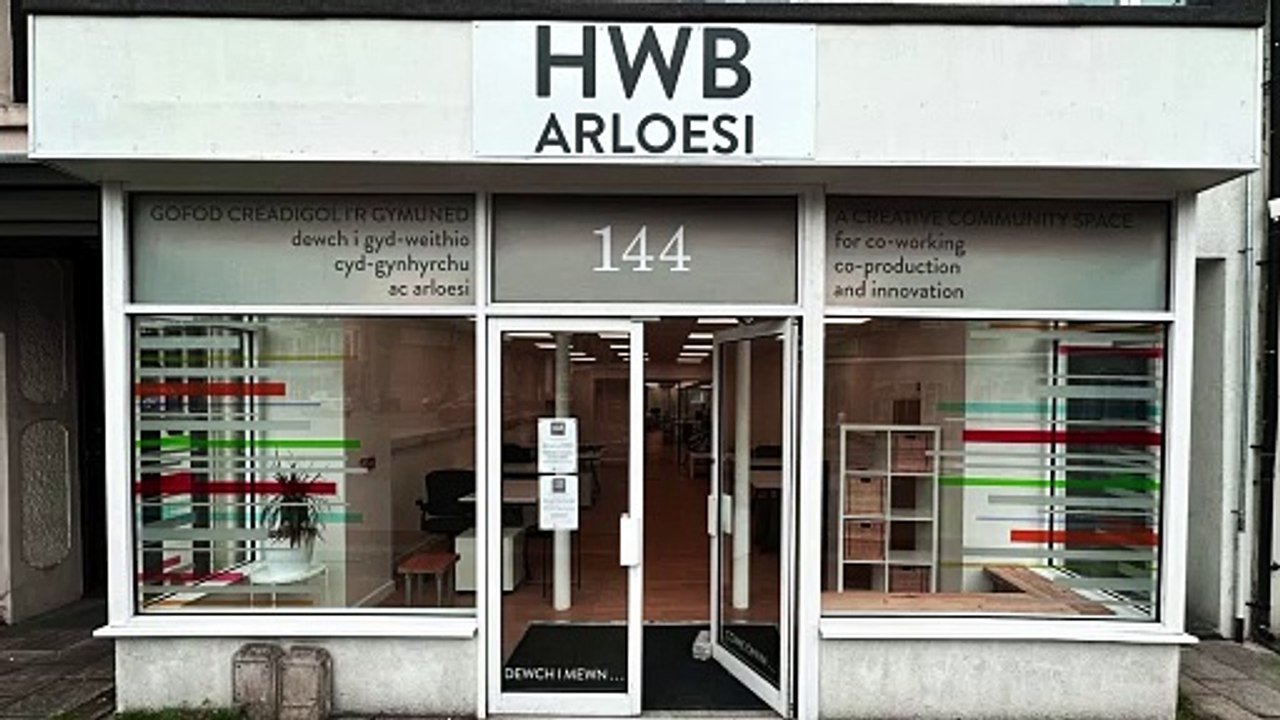 HWB
ARLOESI
GOFOD CREADIGOL I'R GYMUNED
dewch i gyd-weithio
cyd-gynhyrchu
ac arloesi
144
A CREATIVE COMMUNITY SPACE
for co-working
co-production
and innovation
DEWCH I MEWN...